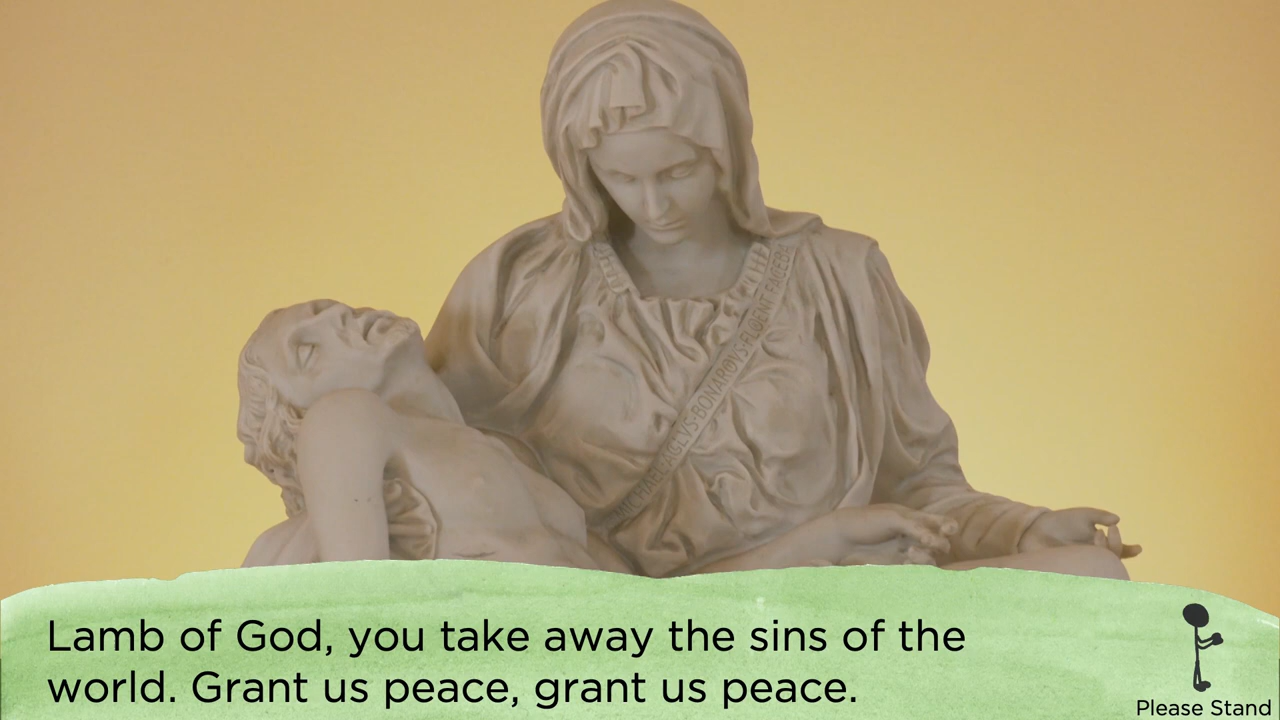 MICHAEL
Lamb of God, you take away the sins of the
world. Grant us peace, grant us peace.
Please Stand